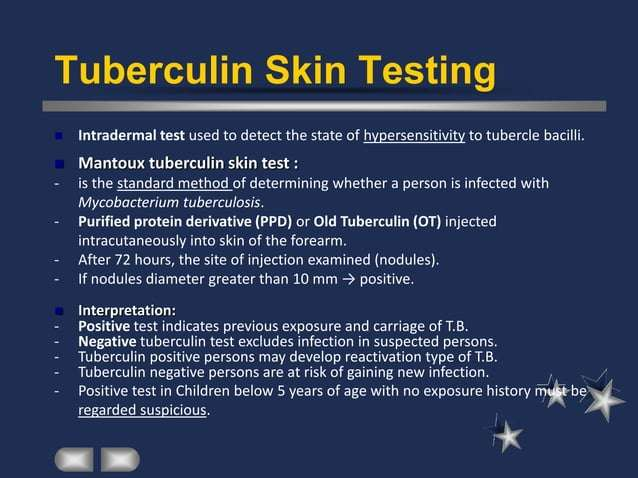 Tuberculin Skin Testing
Intradermal test used to detect the state of hypersensitivity to tubercle bacilli.
Mantoux tuberculin skin test :
- is the standard method of determining whether a person is infected with
Mycobacterium tuberculosis.
- Purified protein derivative (PPD) or Old Tuberculin (OT) injected
intracutaneously into skin of the forearm.
- After 72 hours, the site of injection examined (nodules).
- If nodules diameter greater than 10 mm → positive.
Interpretation:
- Positive test indicates previous exposure and carriage of T.B.
- Negative tuberculin test excludes infection in suspected persons.
- Tuberculin positive persons may develop reactivation type of T.B.
- Tuberculin negative persons are at risk of gaining new infection.
- Positive test in Children below 5 years of age with no exposure history must be
regarded suspicious.